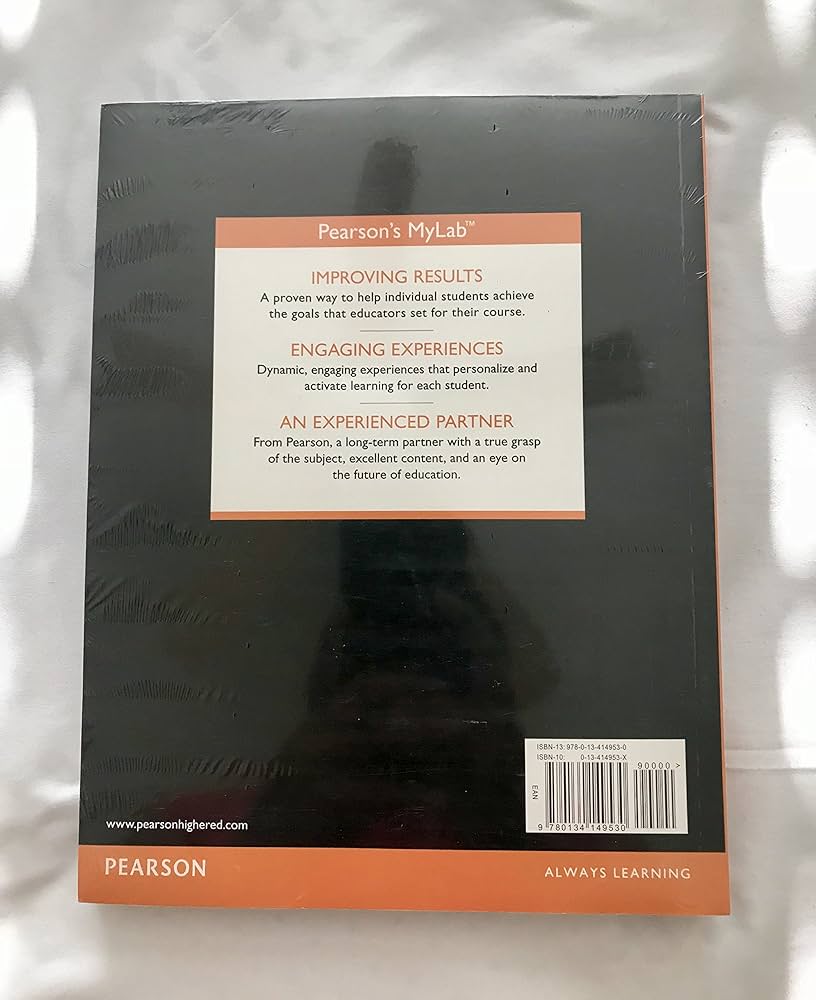 Pearson's MyLab™
IMPROVING RESULTS
A proven way to help individual students achieve
the goals that educators set for their course.
ENGAGING EXPERIENCES
Dynamic, engaging experiences that personalize and
activate learning for each student.
AN EXPERIENCED PARTNER
From Pearson, a long-term partner with a true grasp
of the subject, excellent content, and an eye on
the future of education.
ISBN-13: 978-0-13-414953-0
ISBN-10: 0-13-414953-X
90000 >
EAN
9 780134 149530
www.pearsonhighered.com
PEARSON
ALWAYS LEARNING